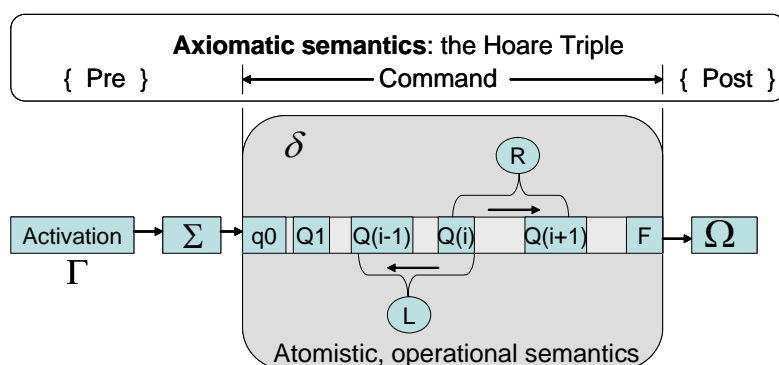 Axiomatic semantics: the Hoare Triple
{ Pre } Command { Post }
δ
R
Activation Σ q0 Q1 Q(i-1) Q(i) Q(i+1) F Ω
Γ
L
Atomistic, operational semantics